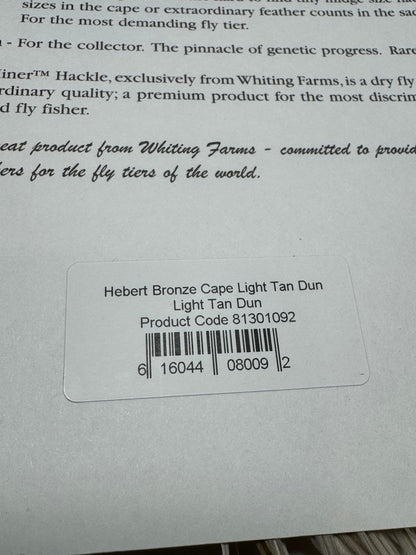 sizes in the cape or extraordinary feather counts in the sad
For the most demanding fly tier.
- For the collector. The pinnacle of genetic progress. Rare
Miner™ Hackle, exclusively from Whiting Farms, is a dry fly
rdinary quality; a premium product for the most discrim
d fly fisher.
eat product from Whiting Farms - committed to provid
ers for the fly tiers of the world.
Hebert Bronze Cape Light Tan Dun
Light Tan Dun
Product Code 81301092
6 16044 08009 2